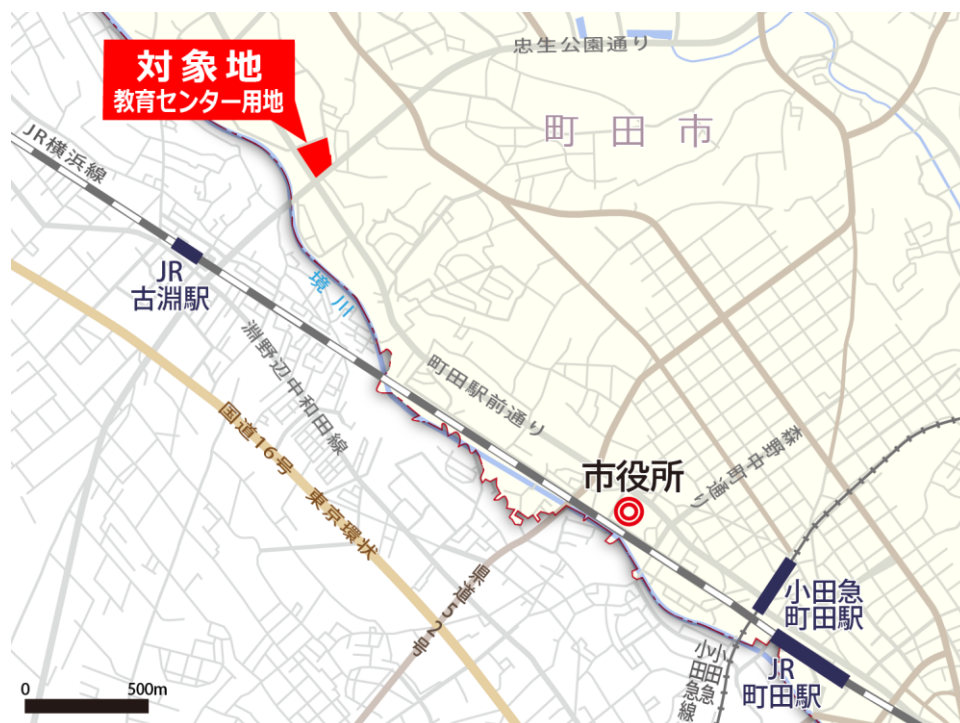 忠生公園通り
対象地
教育センター用地
町田市
JR横浜線
JR
古淵駅
境川
淵野辺中和田線
町田駅前通り
国道16号 東京環状
森野中町通り
市役所
県道52号
小田急
町田駅
小田急線
小田急線
JR
町田駅
0 500m